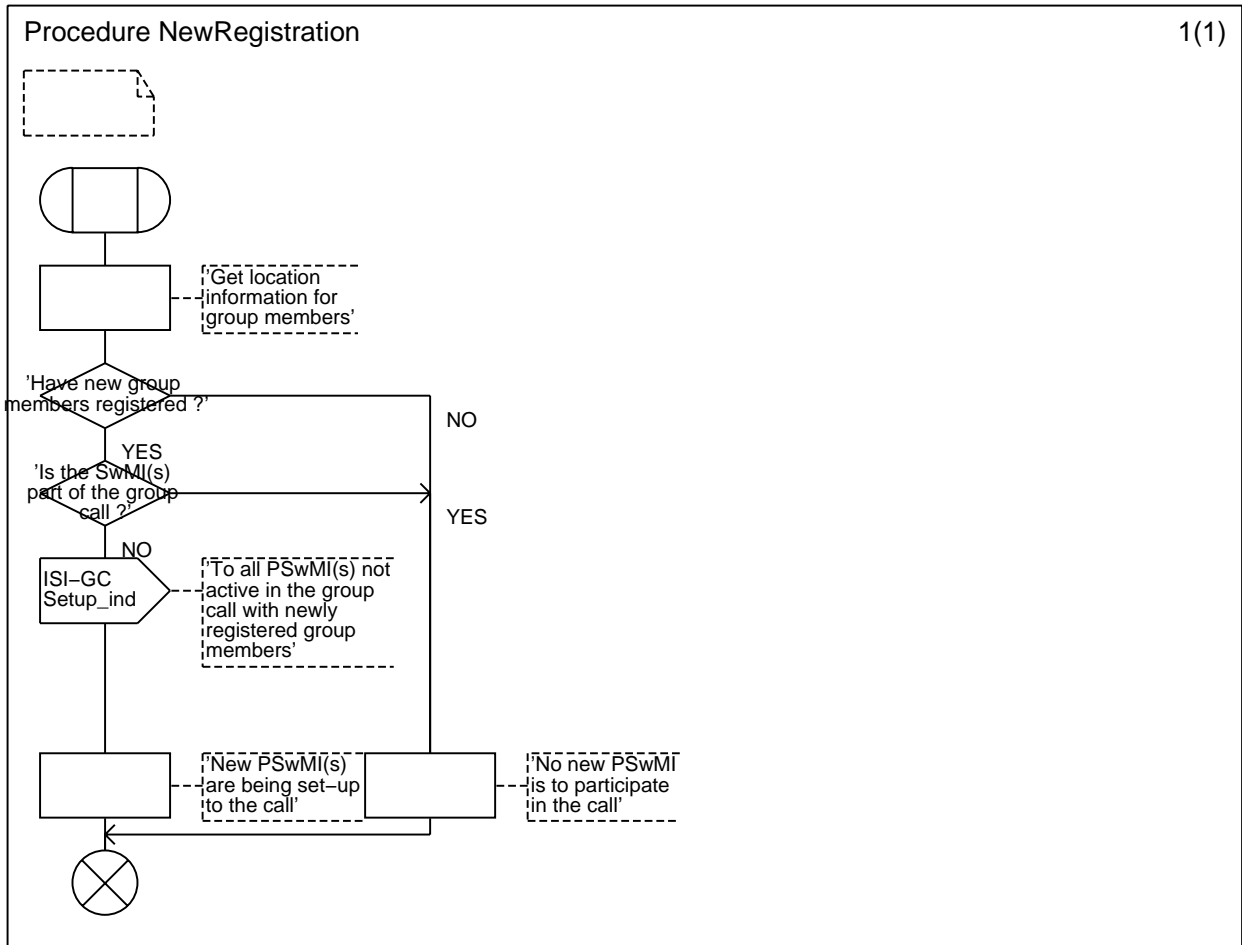 Procedure NewRegistration
1(1)
'Get location
information for
group members'
'Have new group
members registered ?'
NO
YES
'Is the SwMI(s)
part of the group
call ?'
YES
NO
ISI−GC
Setup_ind
'To all PSwMI(s) not
active in the group
call with newly
registered group
members'
'New PSwMI(s)
are being set−up
to the call'
'No new PSwMI
is to participate
in the call'